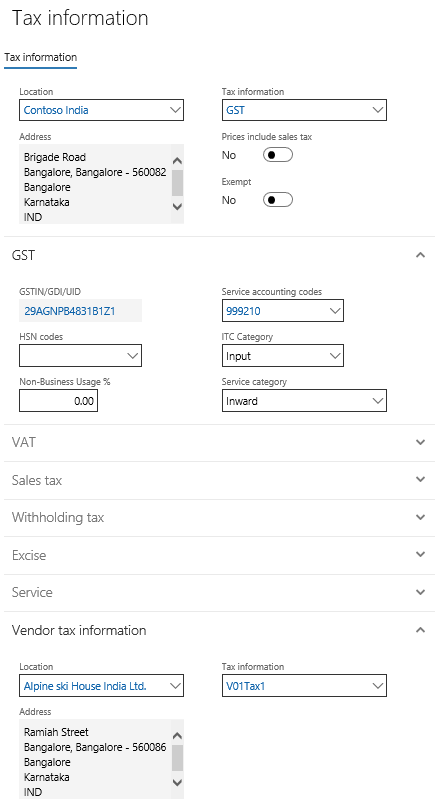 Tax information
Tax information
Location
Tax information
Contoso India
GST
Address
Prices include sales tax
Brigade Road
Bangalore, Bangalore - 560082
Bangalore
Karnataka
IND
No
Exempt
No
GST
GSTIN/GDI/UID
Service accounting codes
29AGNPB4831B1Z1
999210
HSN codes
ITC Category
Input
Non-Business Usage %
Service category
0.00
Inward
VAT
Sales tax
Withholding tax
Excise
Service
Vendor tax information
Location
Tax information
Alpine ski House India Ltd.
V01Tax1
Address
Ramiah Street
Bangalore, Bangalore - 560086
Bangalore
Karnataka
IND